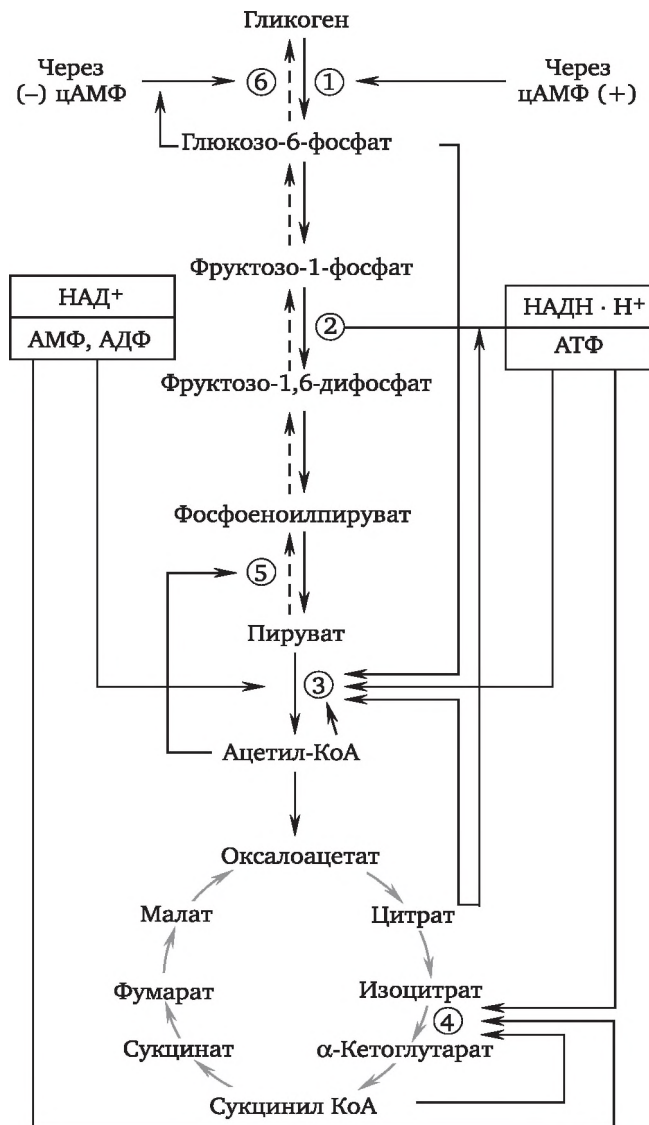 Гликоген
Через
(–) цАМФ
⑥
①
Через
цАМФ (+)
Глюкозо-6-фосфат
Фруктозо-1-фосфат
НАД+
АМФ, АДФ
②
НАДН · Н+
АТФ
Фруктозо-1,6-дифосфат
Фосфоеноилпируват
⑤
Пируват
③
Ацетил-КоА
Оксалоацетат
Малат
Цитрат
Фумарат
Изоцитрат
④
Сукцинат
α-Кетоглутарат
Сукцинил КоА